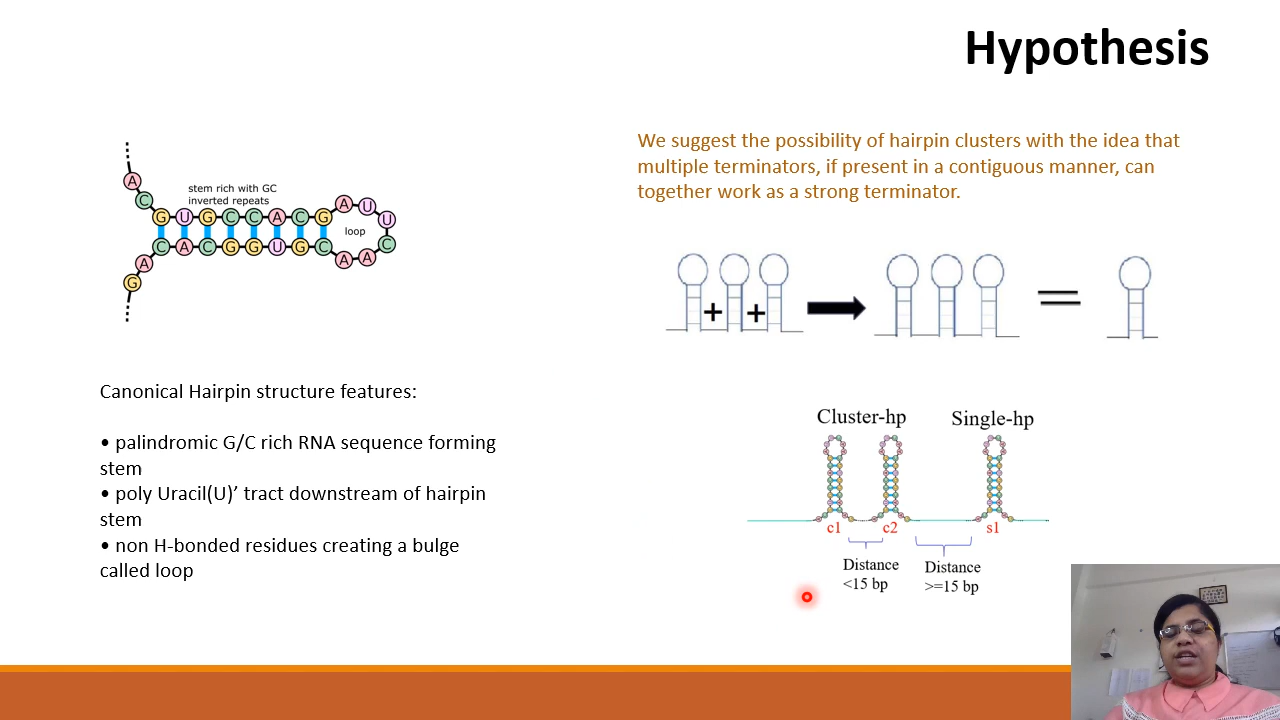 Hypothesis
We suggest the possibility of hairpin clusters with the idea that
multiple terminators, if present in a contiguous manner, can
together work as a strong terminator.
stem rich with GC
inverted repeats
A
C
G U G C C A C G A U U
loop
C A C G G U G C A A C
A
G
+ +
Canonical Hairpin structure features:
• palindromic G/C rich RNA sequence forming
stem
• poly Uracil(U)’ tract downstream of hairpin
stem
• non H-bonded residues creating a bulge
called loop
Cluster-hp Single-hp
c1 c2 s1
Distance Distance
<15 bp >=15 bp